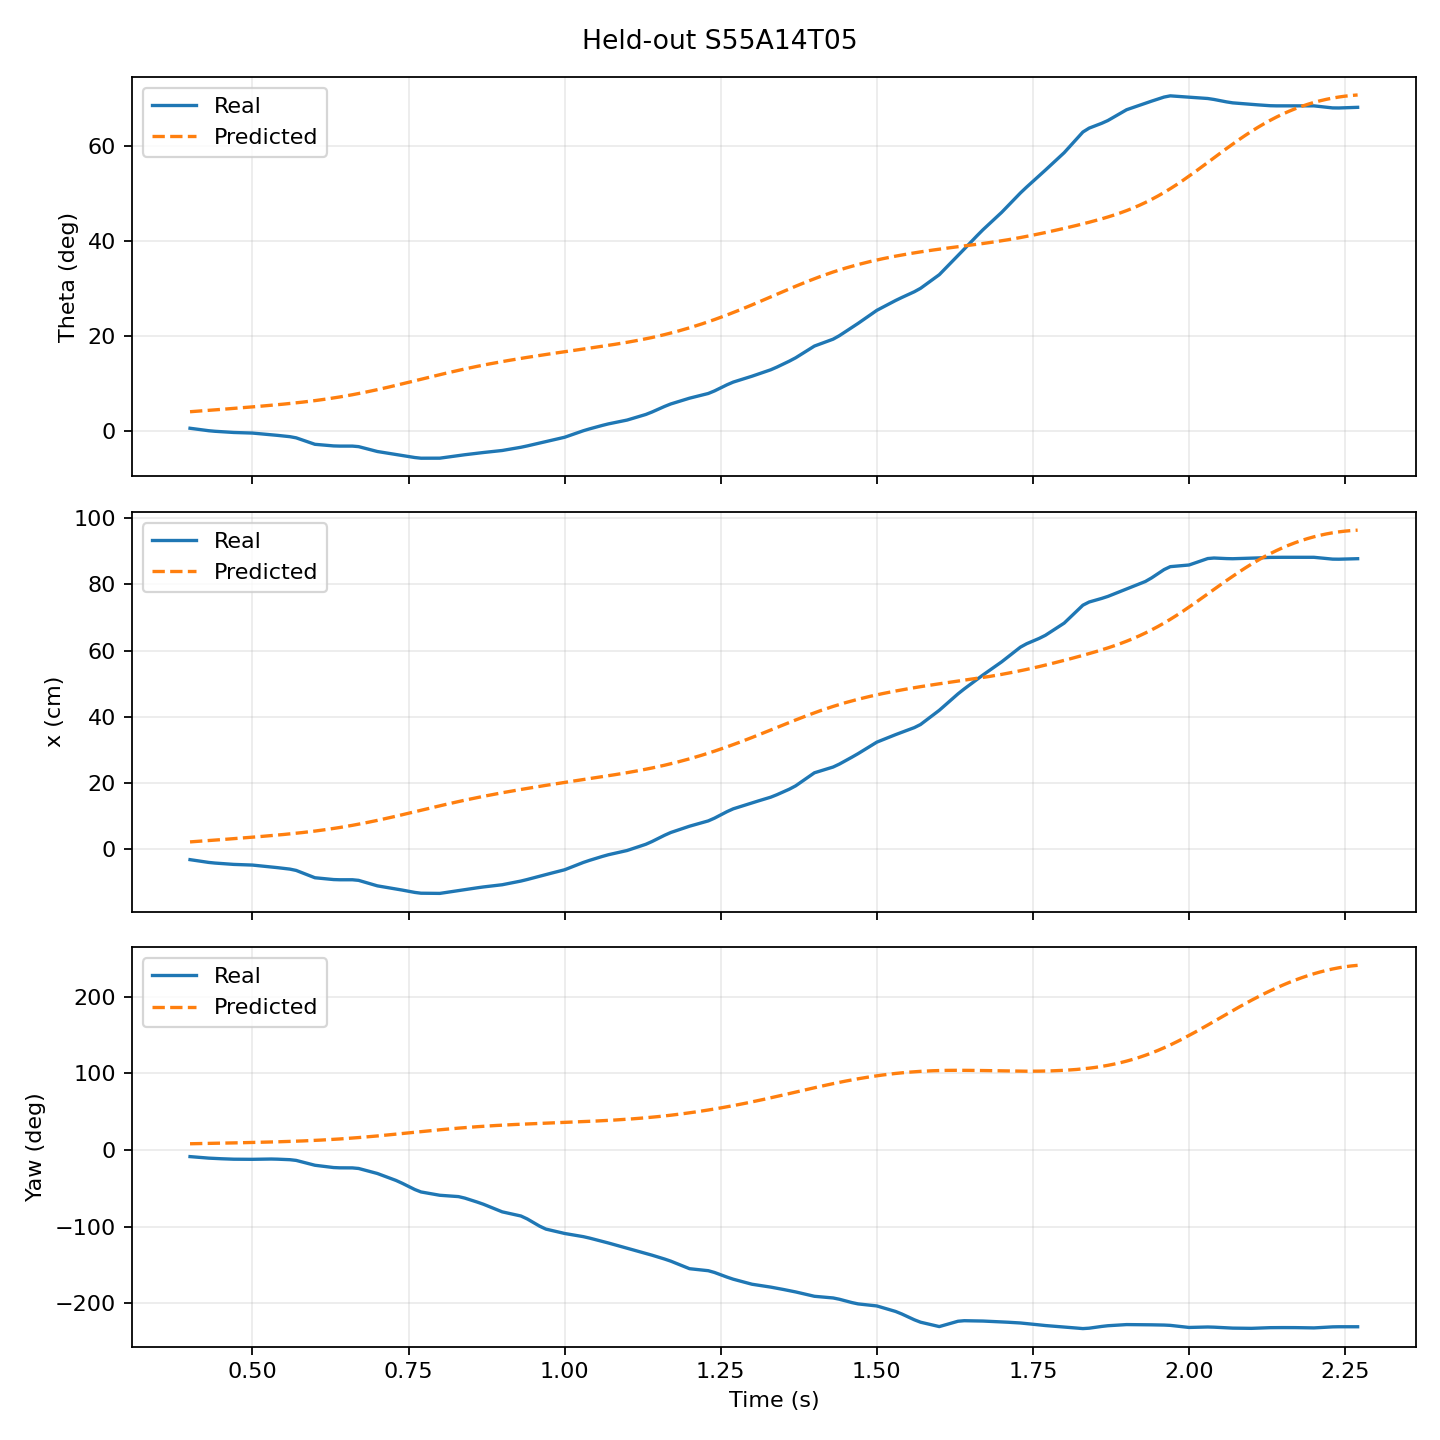 Held-out S55A14T05
Real
Predicted
Theta (deg)
60
40
20
0
Real
Predicted
x (cm)
100
80
60
40
20
0
Real
Predicted
Yaw (deg)
200
100
0
−100
−200
0.50 0.75 1.00 1.25 1.50 1.75 2.00 2.25
Time (s)